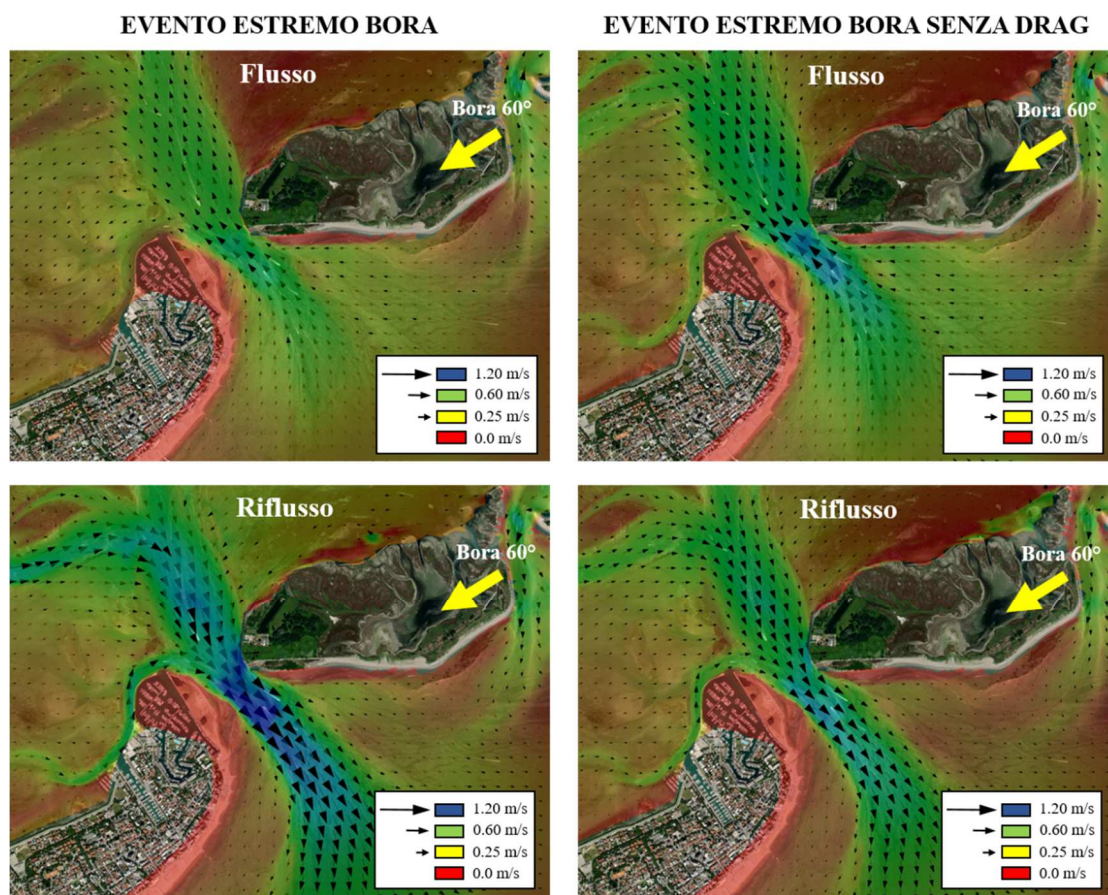 EVENTO ESTREMO BORA
EVENTO ESTREMO BORA SENZA DRAG
Flusso
Bora 60°
1.20 m/s
0.60 m/s
0.25 m/s
0.0 m/s
Flusso
Bora 60°
1.20 m/s
0.60 m/s
0.25 m/s
0.0 m/s
Riflusso
Bora 60°
1.20 m/s
0.60 m/s
0.25 m/s
0.0 m/s
Riflusso
Bora 60°
1.20 m/s
0.60 m/s
0.25 m/s
0.0 m/s